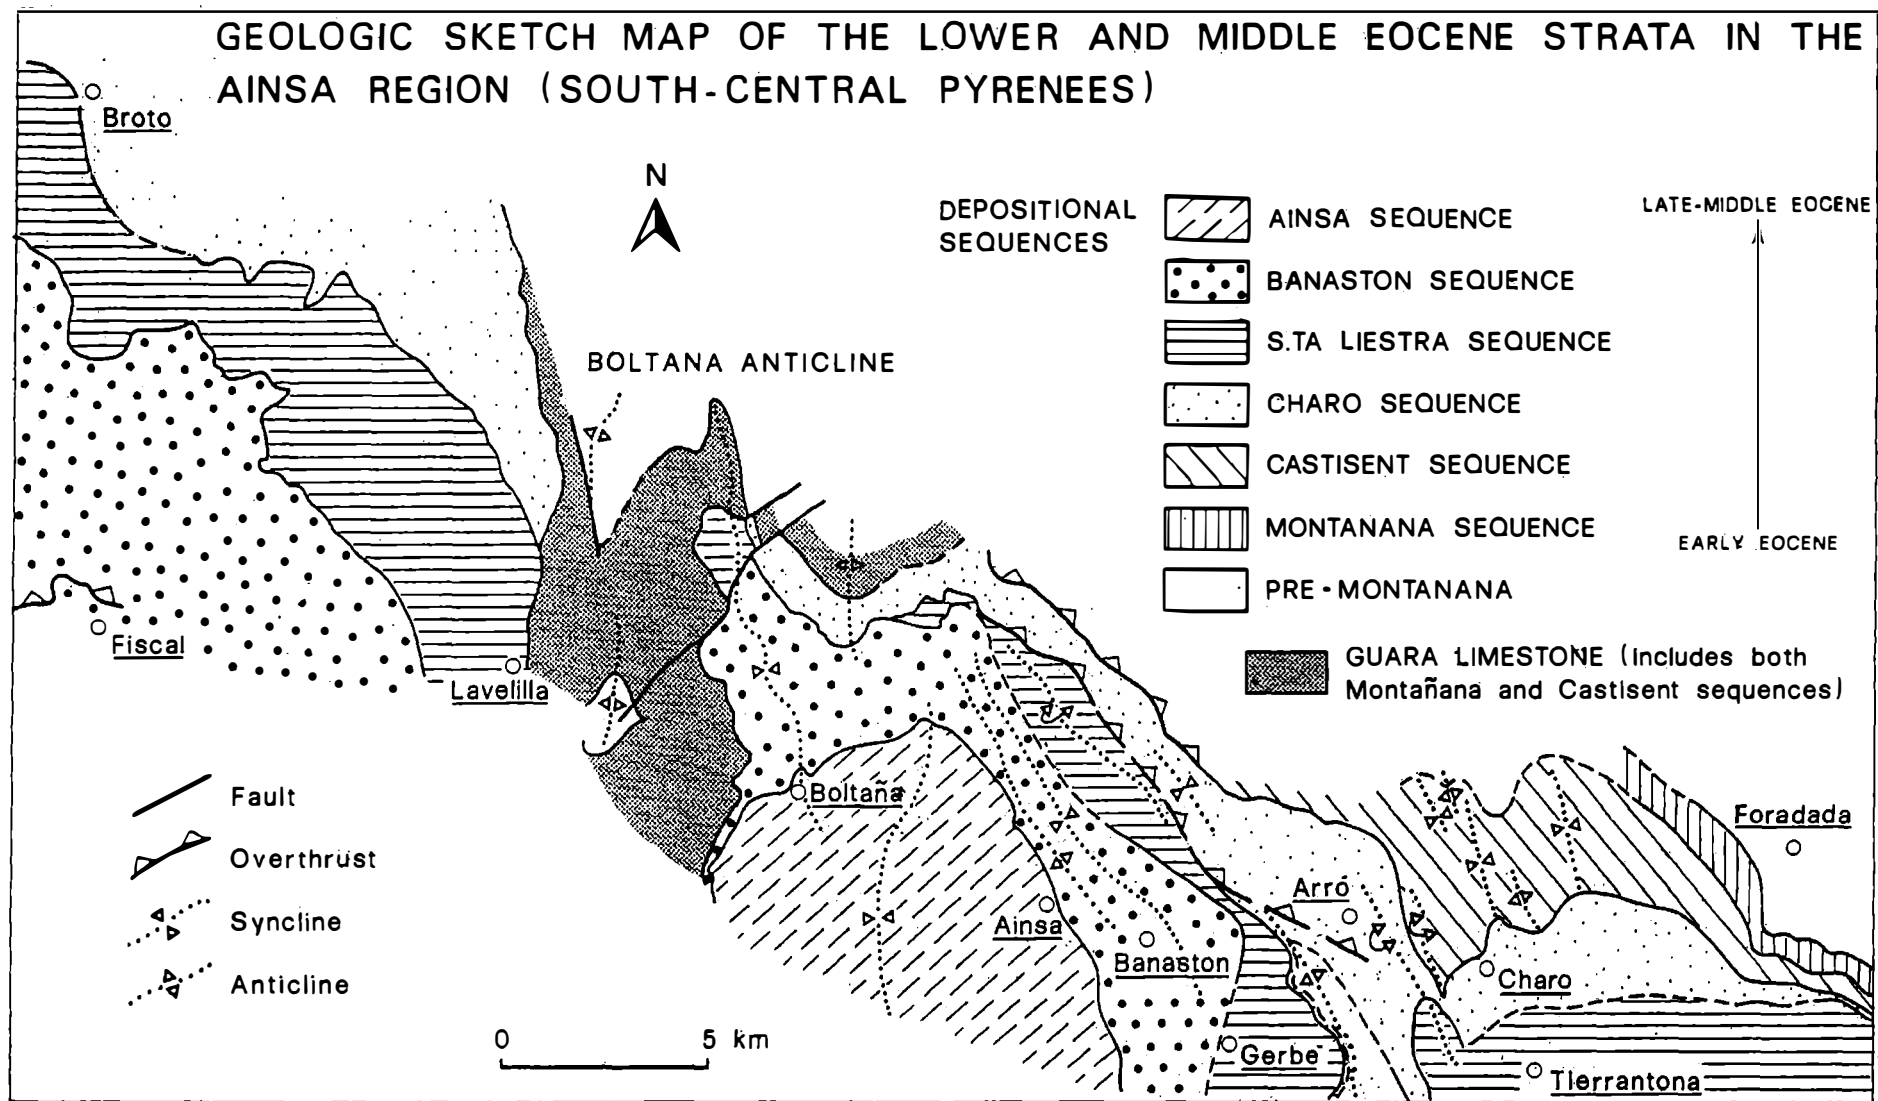 GEOLOGIC SKETCH MAP OF THE LOWER AND MIDDLE EOCENE STRATA IN THE
AINSA REGION (SOUTH-CENTRAL PYRENEES)
Broto
N
DEPOSITIONAL
SEQUENCES
AINSA SEQUENCE
BANASTON SEQUENCE
S.TA LIESTRA SEQUENCE
CHARO SEQUENCE
CASTISENT SEQUENCE
MONTANANA SEQUENCE
PRE-MONTANANA
LATE-MIDDLE EOCENE
EARLY EOCENE
GUARA LIMESTONE (includes both
Montañana and Castisent sequences)
BOLTANA ANTICLINE
Fiscal
Lavelilla
Boltaña
Foradada
Arro
Ainsa
Banaston
Charo
Gerbe
Tierrantona
Fault
Overthrust
Syncline
Anticline
0 5 km